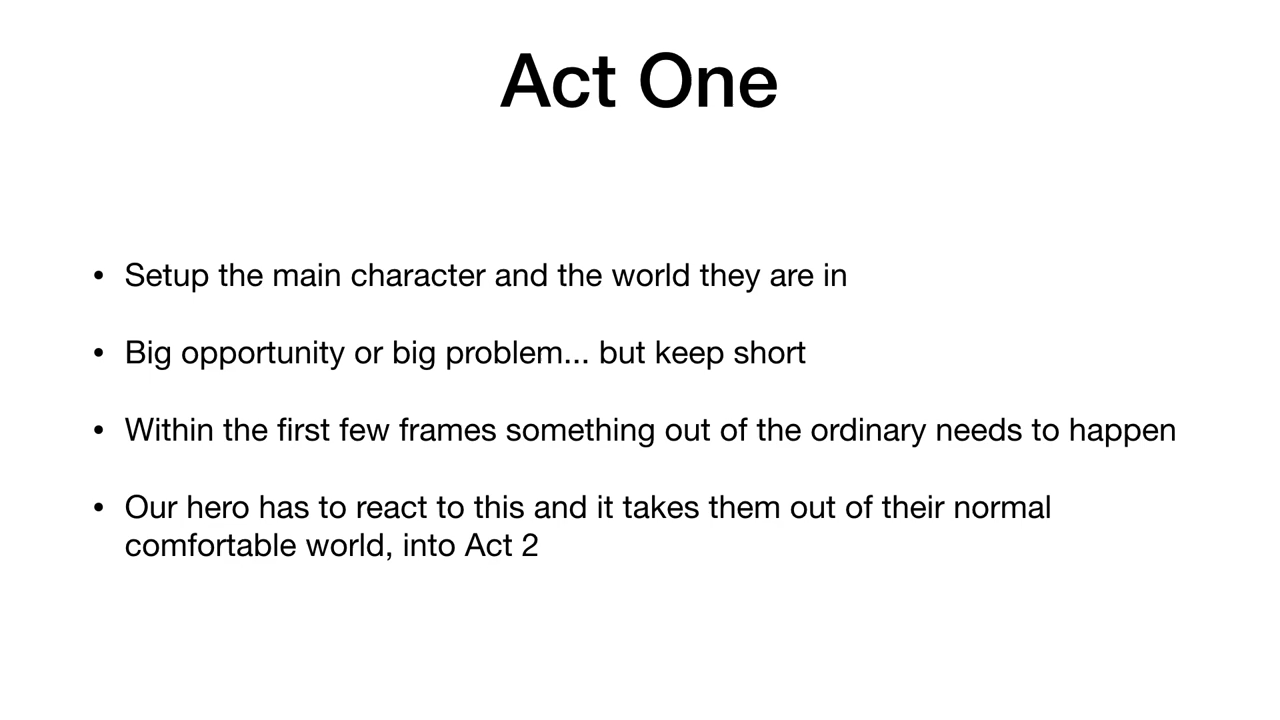 Act One
• Setup the main character and the world they are in
• Big opportunity or big problem... but keep short
• Within the first few frames something out of the ordinary needs to happen
• Our hero has to react to this and it takes them out of their normal
comfortable world, into Act 2